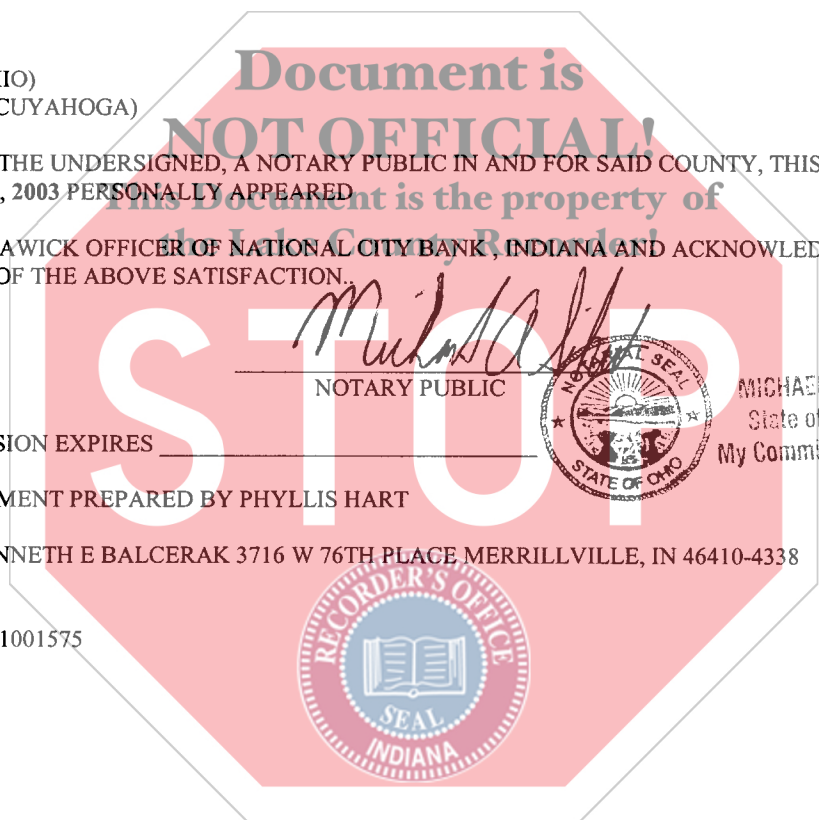 Document is
IIO)
CUYAHOGA)
NOT OFFICIAL!
THE UNDERSIGNED, A NOTARY PUBLIC IN AND FOR SAID COUNTY, THIS
, 2003 PERSONALLY APPEARED
This Document is the property of
the Lake County Recorder!
AWICK OFFICER OF NATIONAL CITY BANK , INDIANA AND ACKNOWLED
OF THE ABOVE SATISFACTION..
STOP
Michael A
NOTARY PUBLIC
NOTARIAL SEAL
STATE OF OHIO
MICHAE
State of
My Commi
SION EXPIRES
MENT PREPARED BY PHYLLIS HART
NNETH E BALCERAK 3716 W 76TH PLACE MERRILLVILLE, IN 46410-4338
1001575
RECORDER'S OFFICE
SEAL
INDIANA